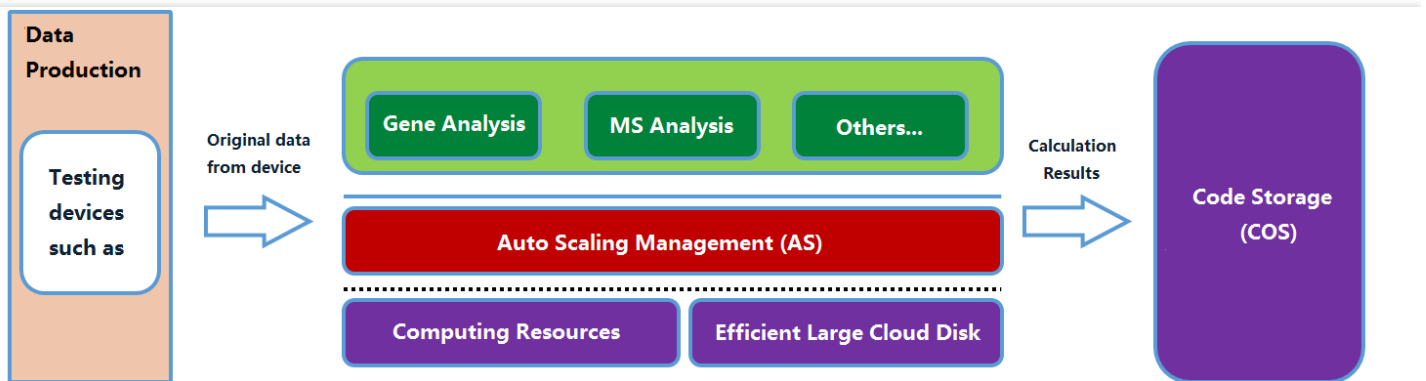 Data
Production
Testing
devices
such as
Original data
from device
Gene Analysis
MS Analysis
Others...
Auto Scaling Management (AS)
Computing Resources
Efficient Large Cloud Disk
Calculation
Results
Code Storage
(COS)